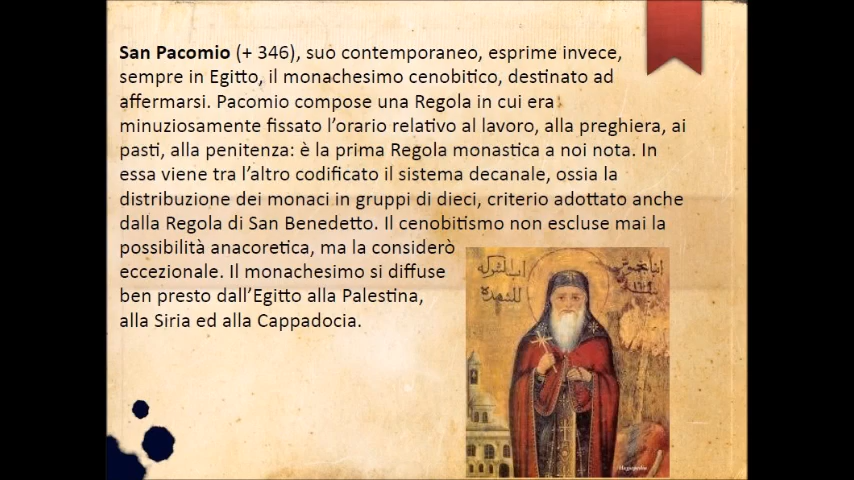 San Pacomio (+ 346), suo contemporaneo, esprime invece,
sempre in Egitto, il monachesimo cenobitico, destinato ad
affermarsi. Pacomio compose una Regola in cui era
minuziosamente fissato l'orario relativo al lavoro, alla preghiera, ai
pasti, alla penitenza: è la prima Regola monastica a noi nota. In
essa viene tra l'altro codificato il sistema decanale, ossia la
distribuzione dei monaci in gruppi di dieci, criterio adottato anche
dalla Regola di San Benedetto. Il cenobitismo non escluse mai la
possibilità anacoretica, ma la considerò
eccezionale. Il monachesimo si diffuse
ben presto dall'Egitto alla Palestina,
alla Siria ed alla Cappadocia.